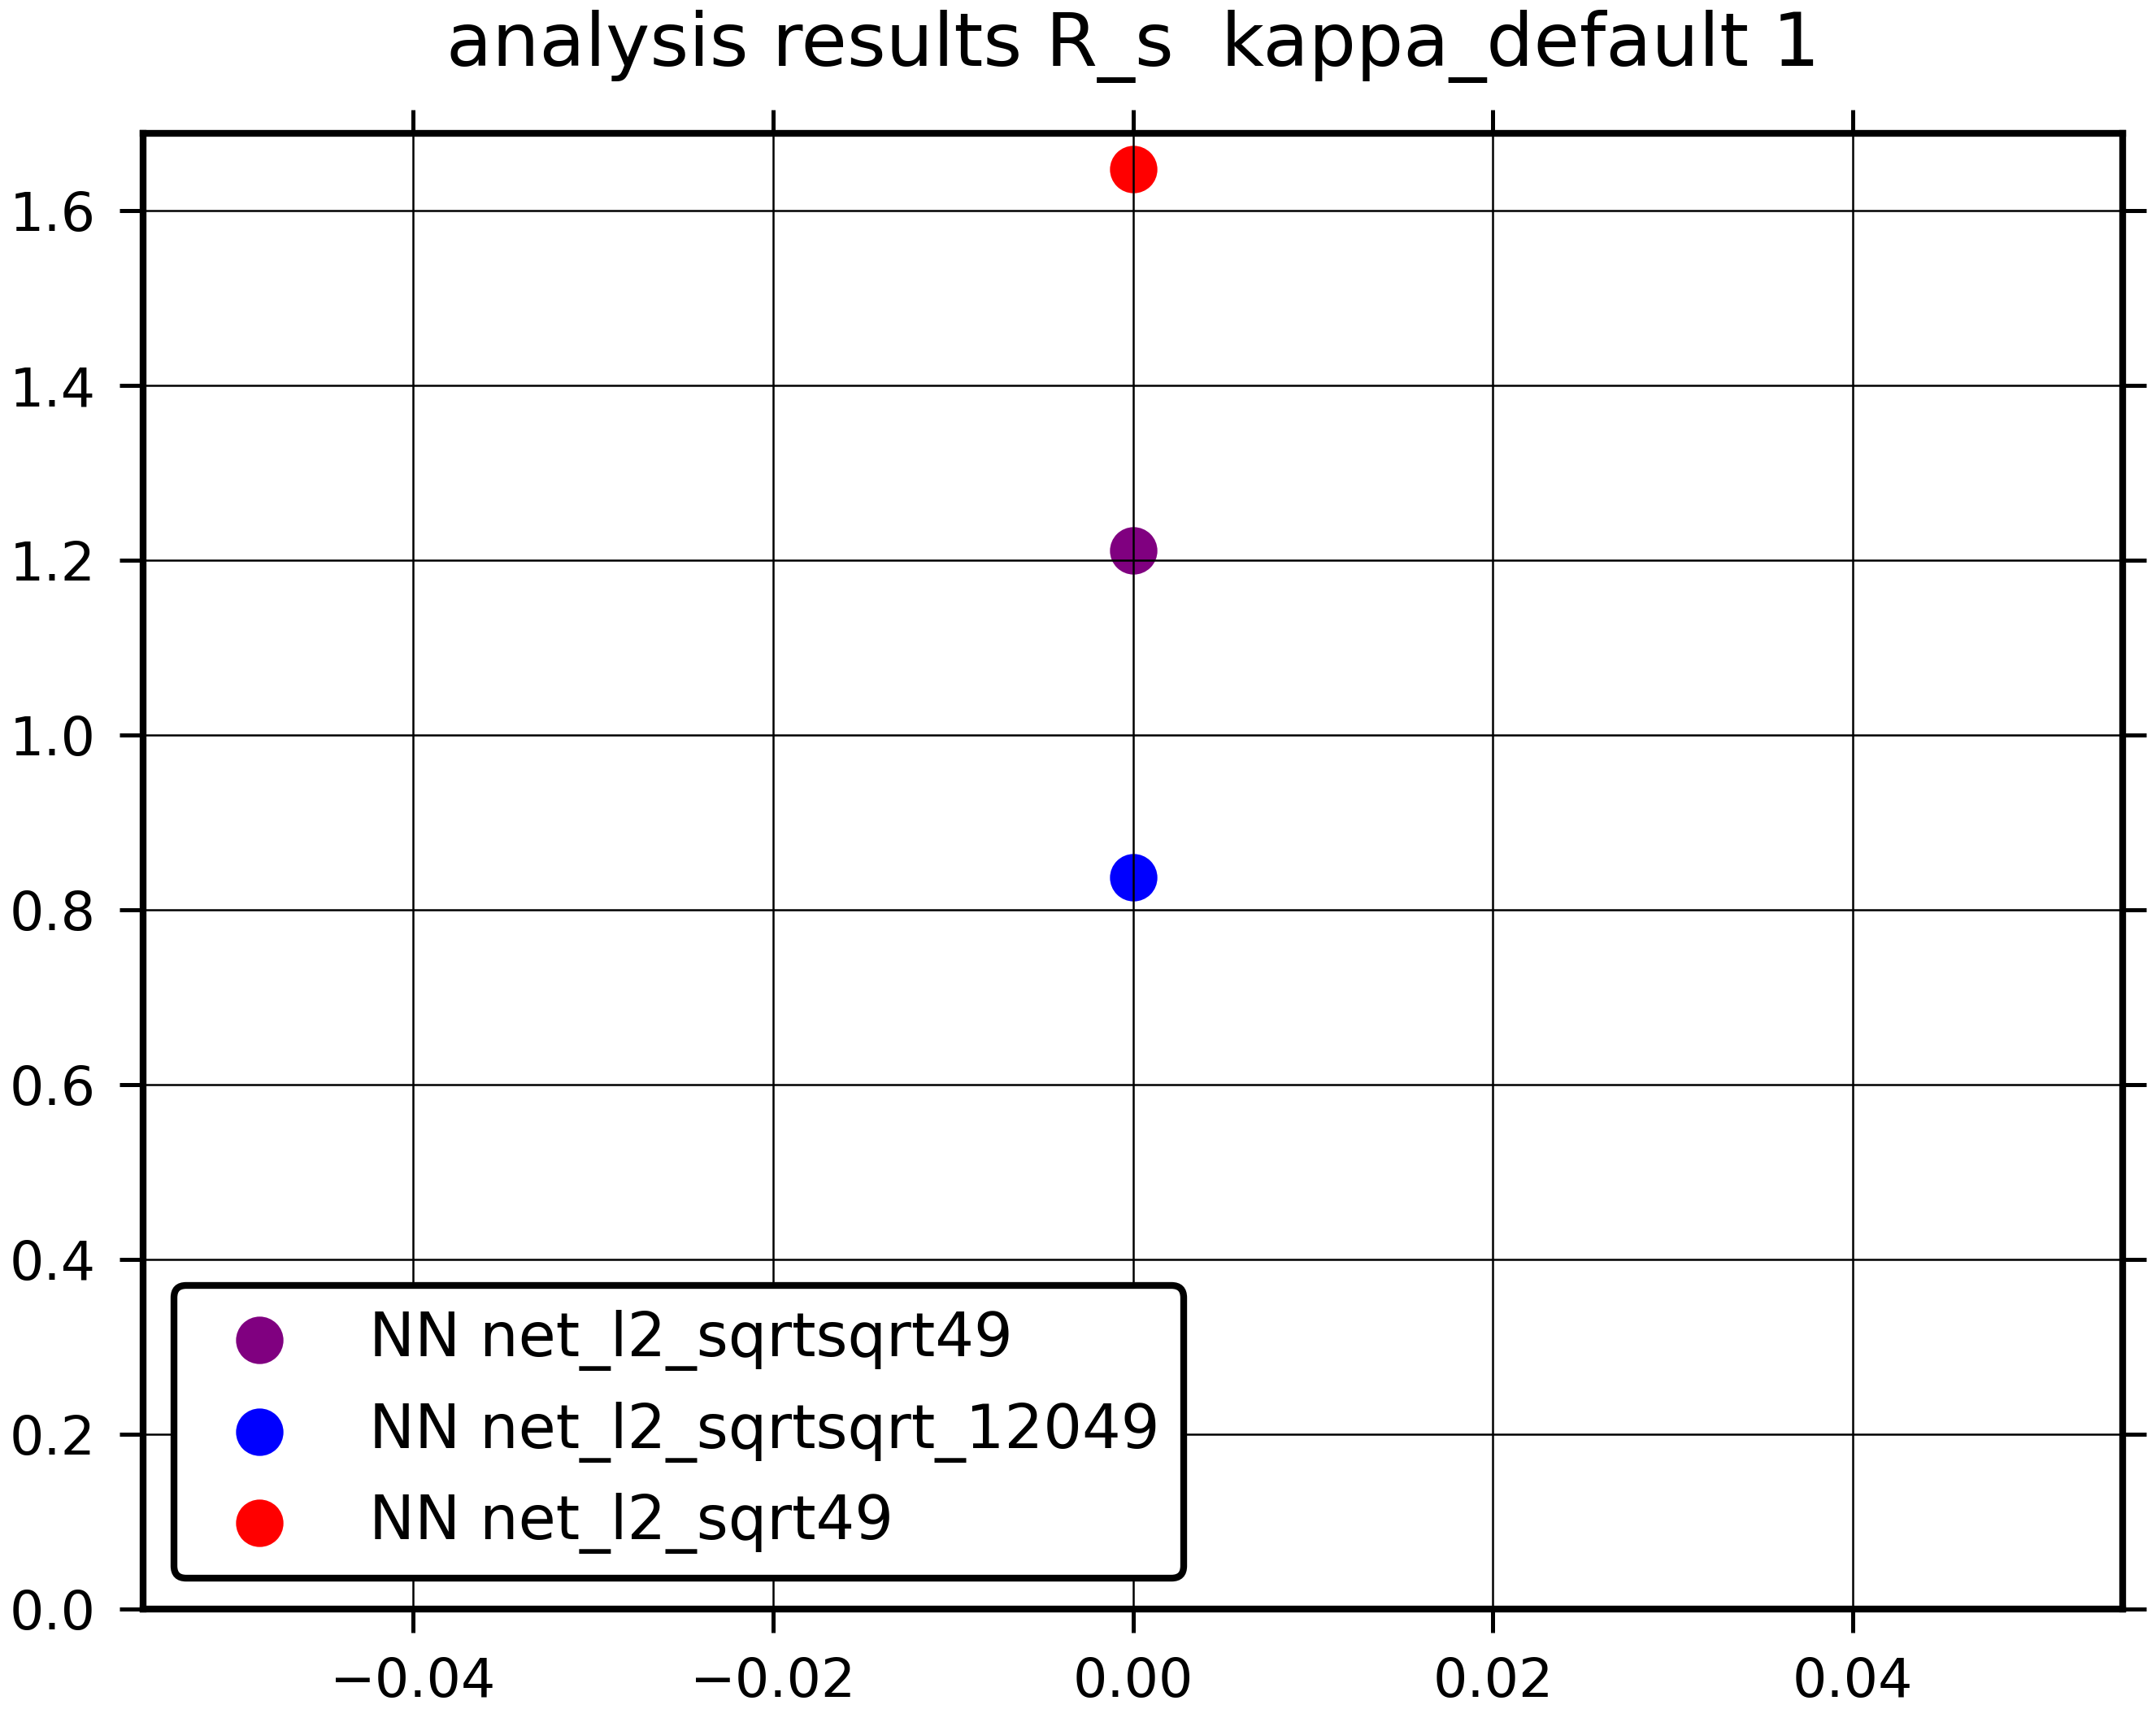 analysis results R_s  kappa_default 1
1.6
1.4
1.2
1.0
0.8
0.6
0.4
0.2
0.0
NN net_l2_sqrtsqrt49
NN net_l2_sqrtsqrt_12049
NN net_l2_sqrt49
−0.04 −0.02 0.00 0.02 0.04